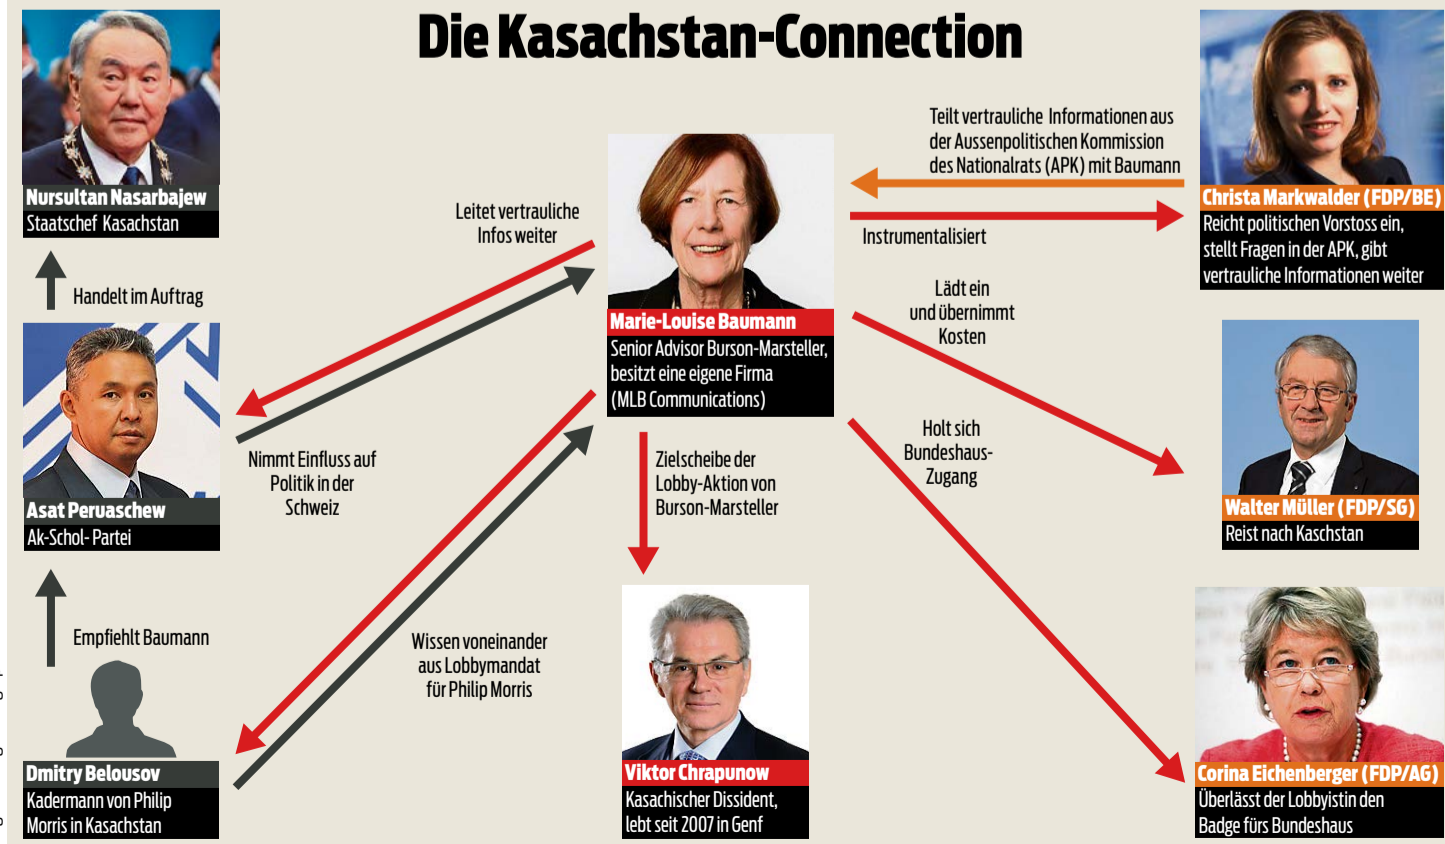 Die Kasachstan-Connection
Nursultan Nasarbajew
Staatschef Kasachstan
Handelt im Auftrag
Asat Peruaschew
Ak-Schol- Partei
Empfiehlt Baumann
Dmitry Belousov
Kadermann von Philip
Morris in Kasachstan
Leitet vertrauliche
Infos weiter
Nimmt Einfluss auf
Politik in der
Schweiz
Wissen voneinander
aus Lobbymandat
für Philip Morris
Marie-Louise Baumann
Senior Advisor Burson-Marsteller,
besitzt eine eigene Firma
(MLB Communications)
Zielscheibe der
Lobby-Aktion von
Burson-Marsteller
Viktor Chrapunow
Kasachischer Dissident,
lebt seit 2007 in Genf
Teilt vertrauliche Informationen aus
der Aussenpolitischen Kommission
des Nationalrats (APK) mit Baumann
Instrumentalisiert
Lädt ein
und übernimmt
Kosten
Holt sich
Bundeshaus-
Zugang
Christa Markwalder (FDP/BE)
Reicht politischen Vorstoss ein,
stellt Fragen in der APK, gibt
vertrauliche Informationen weiter
Walter Müller (FDP/SG)
Reist nach Kaschstan
Corina Eichenberger (FDP/AG)
Überlässt der Lobbyistin den
Badge fürs Bundeshaus